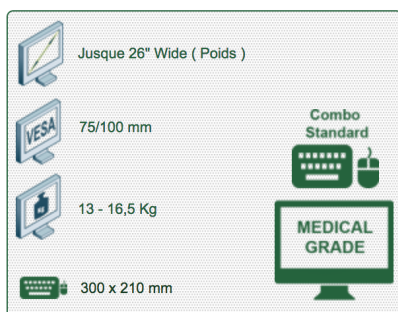 Jusque 26" Wide ( Poids )
VESA
75/100 mm
Combo
Standard
KG
13 - 16,5 Kg
MEDICAL
GRADE
300 x 210 mm